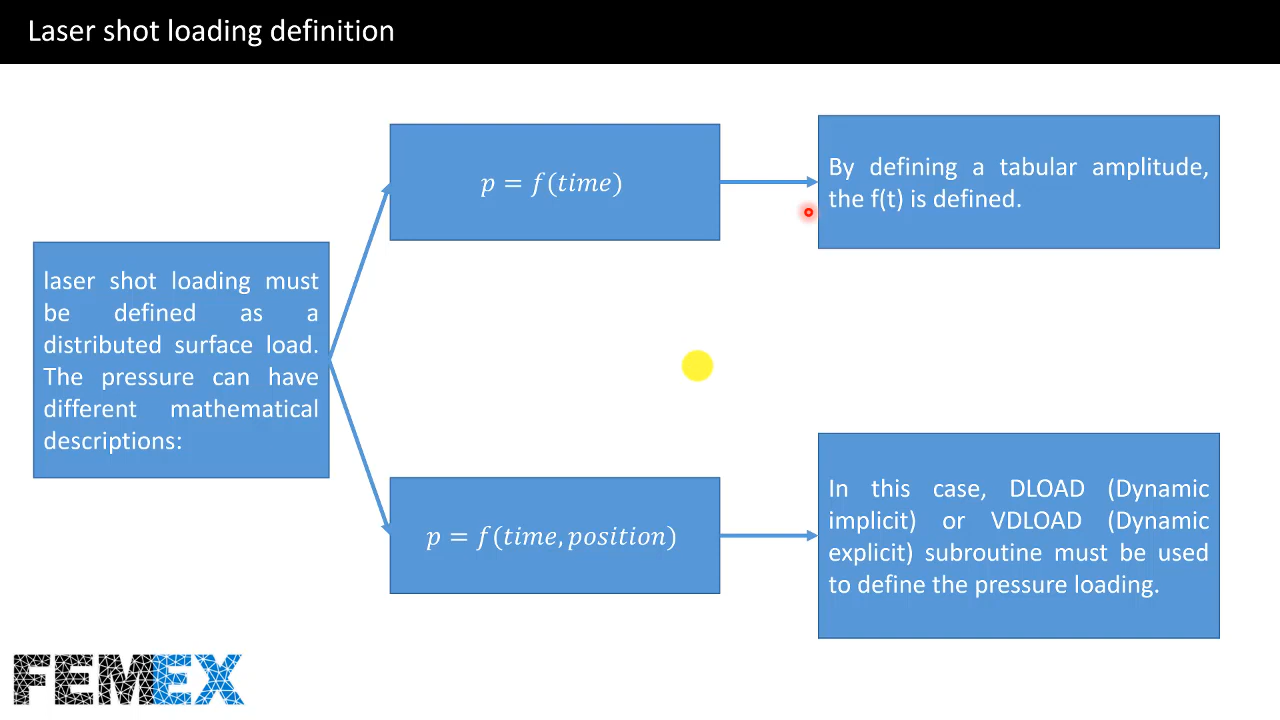 Laser shot loading definition
laser shot loading must
be defined as a
distributed surface load.
The pressure can have
different mathematical
descriptions:
p = f(time)
By defining a tabular amplitude,
the f(t) is defined.
p = f(time, position)
In this case, DLOAD (Dynamic
implicit) or VDLOAD (Dynamic
explicit) subroutine must be used
to define the pressure loading.
FEMEX